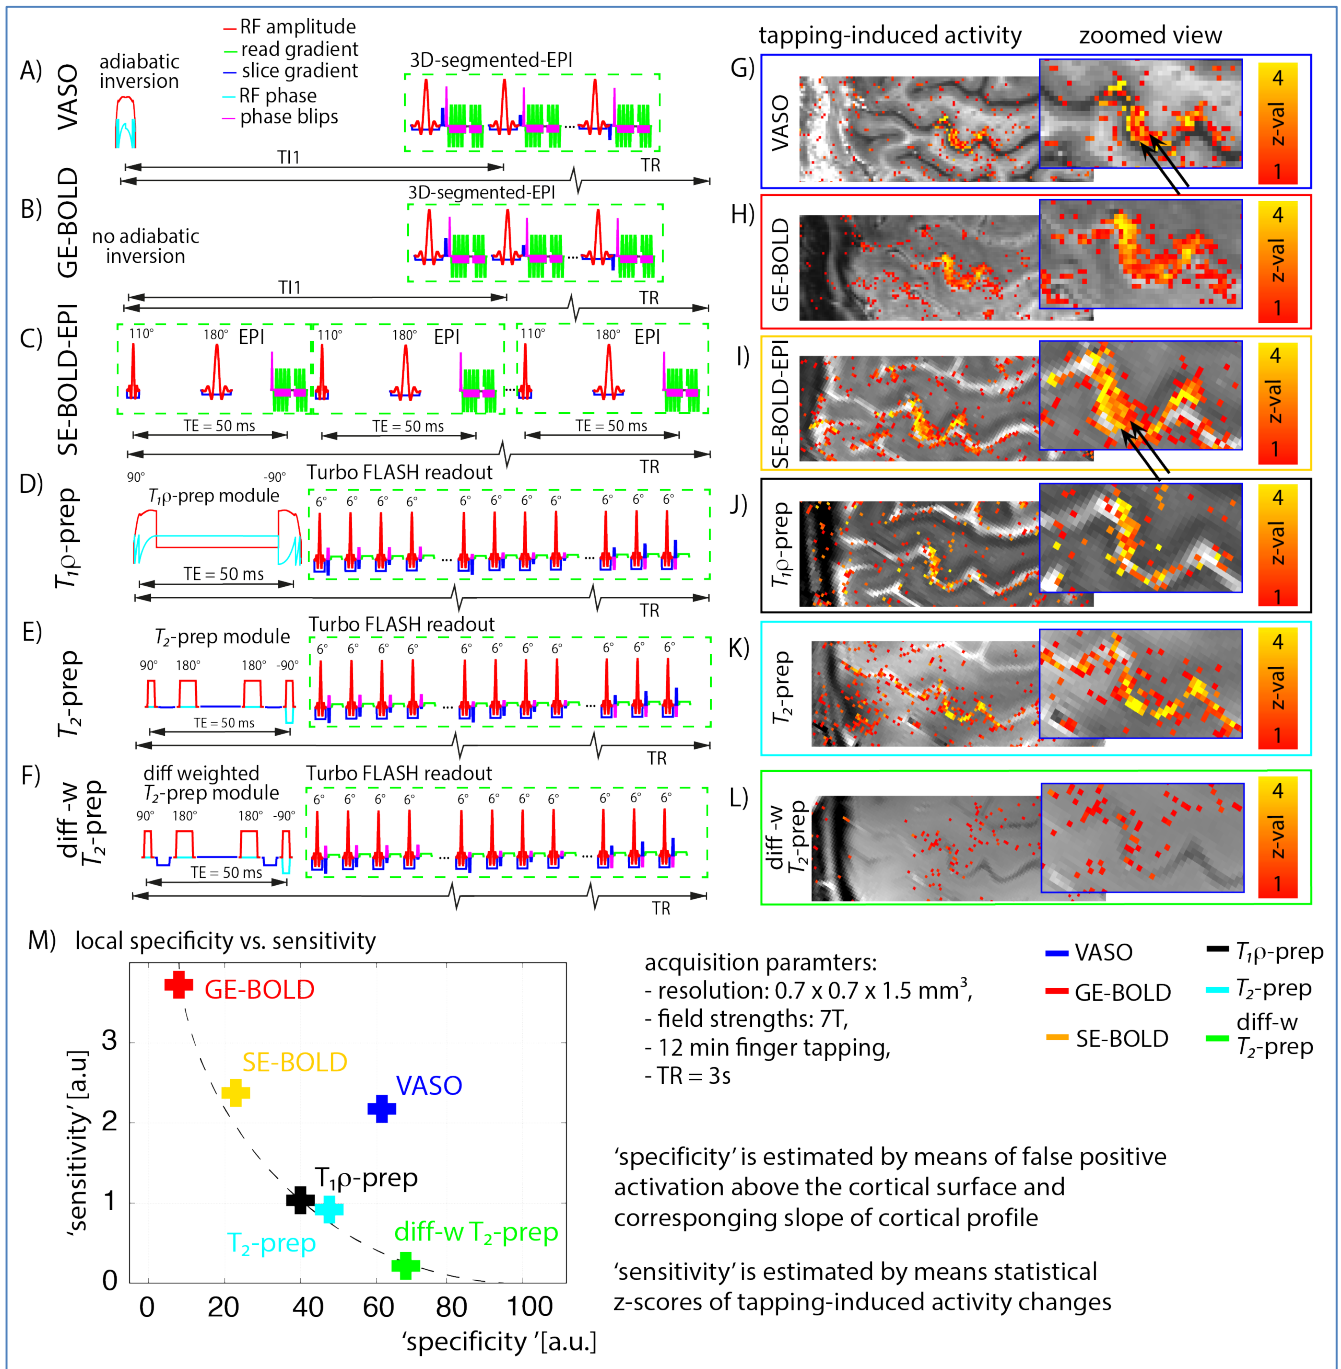 RF amplitude
read gradient
slice gradient
RF phase
phase blips
A)
VASO
adiabatic
inversion
3D-segmented-EPI
...
TI1
TR
B)
GE-BOLD
no adiabatic
inversion
3D-segmented-EPI
...
TI1
TR
C)
SE-BOLD-EPI
110° 180° EPI 110° 180° EPI 110° 180° EPI
...
TE = 50 ms TE = 50 ms TE = 50 ms
TR
D)
T₁ρ-prep
90° -90°
T₁ρ-prep module
Turbo FLASH readout
6° 6° 6° 6° 6° 6° 6° 6° 6° 6° 6°
... ...
TE = 50 ms
TR
E)
T₂-prep
T₂-prep module
90° 180° 180° -90°
Turbo FLASH readout
6° 6° 6° 6° 6° 6° 6° 6° 6° 6° 6°
... ...
TE = 50 ms
TR
F)
diff -w
T₂-prep
diff weighted
T₂-prep module
90° 180° 180° -90°
Turbo FLASH readout
6° 6° 6° 6° 6° 6° 6° 6° 6° 6° 6°
... ...
TE = 50 ms
TR
tapping-induced activity zoomed view
G)
VASO
4
z-val
1
H)
GE-BOLD
4
z-val
1
I)
SE-BOLD-EPI
4
z-val
1
J)
T₁ρ-prep
4
z-val
1
K)
T₂-prep
4
z-val
1
L)
diff -w
T₂-prep
4
z-val
1
M) local specificity vs. sensitivity
'sensitivity' [a.u]
3
2
1
0
GE-BOLD
SE-BOLD
VASO
T₁ρ-prep
T₂-prep
diff-w T₂-prep
0 20 40 60 80 100
'specificity '[a.u.]
acquisition paramters:
- resolution: 0.7 x 0.7 x 1.5 mm³,
- field strengths: 7T,
- 12 min finger tapping,
- TR = 3s
VASO
GE-BOLD
SE-BOLD
T₁ρ-prep
T₂-prep
diff-w
T₂-prep
'specificity' is estimated by means of false positive
activation above the cortical surface and
corresponging slope of cortical profile
'sensitivity' is estimated by means statistical
z-scores of tapping-induced activity changes